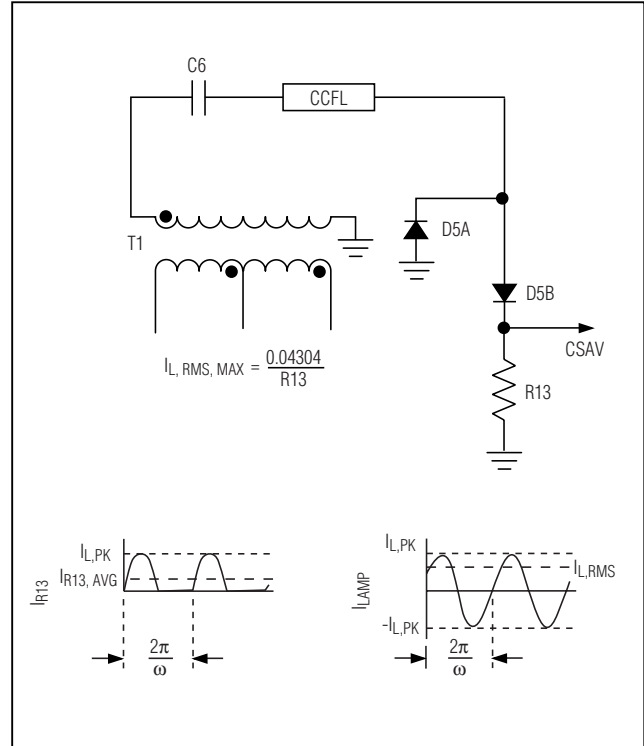 C6
CCFL
D5A
T1
D5B
CSAV
I_L, RMS, MAX = 0.04304 / R13
R13
I_L,PK
I_R13, AVG
I_R13
2π/ω
I_L,PK
I_L,RMS
I_LAMP
-I_L,PK
2π/ω